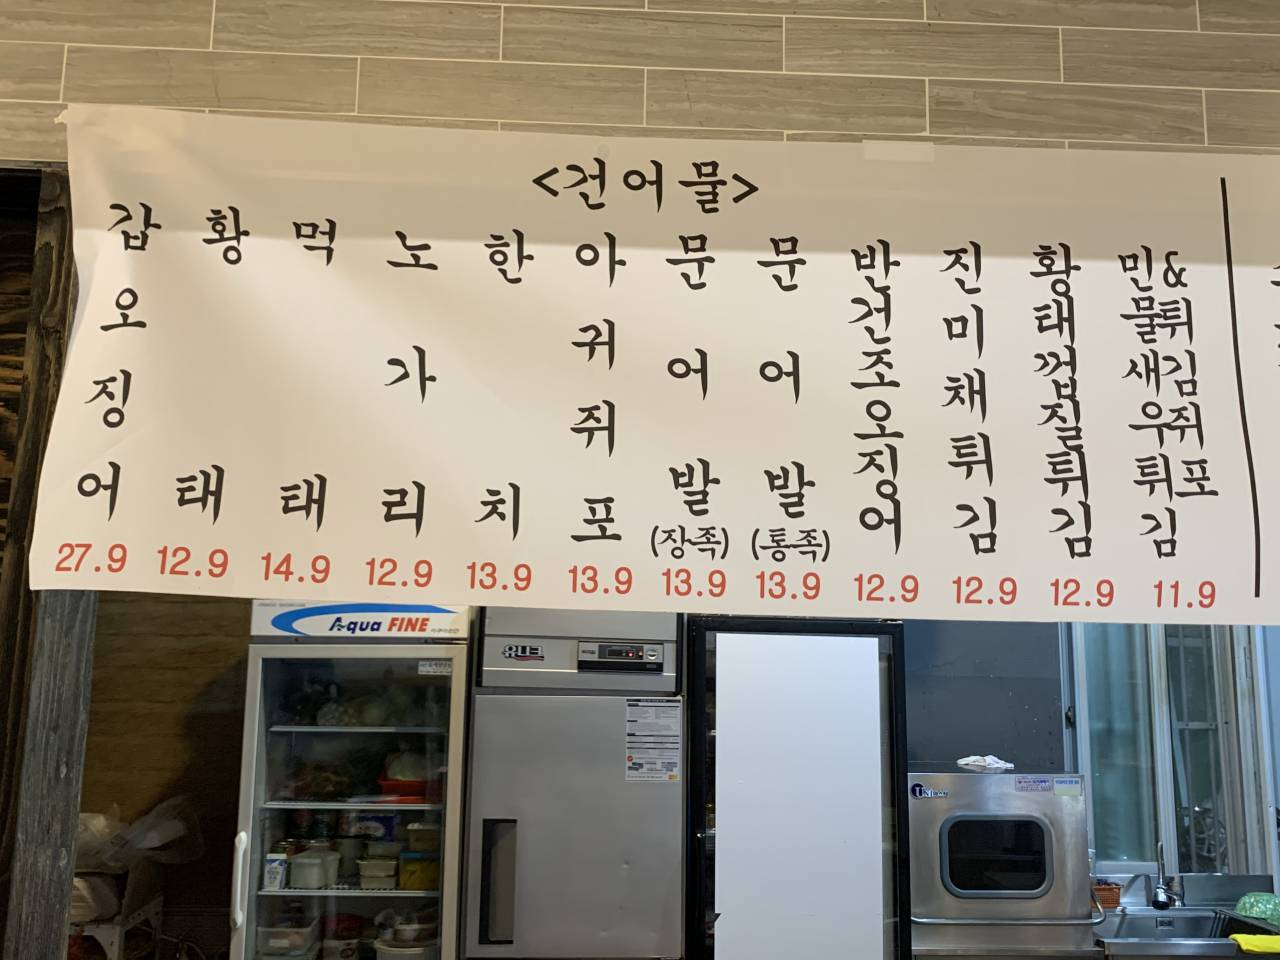 <건어물>
갑오징어
27.9
황태
12.9
먹태
14.9
노가리
12.9
한치
13.9
아귀쥐포
13.9
문어발
(장족)
13.9
문어발
(통족)
13.9
반건조오징어
12.9
진미채튀김
12.9
황태껍질튀김
12.9
민물새우튀김
&튀김쥐포
11.9
Aqua FINE
유니크